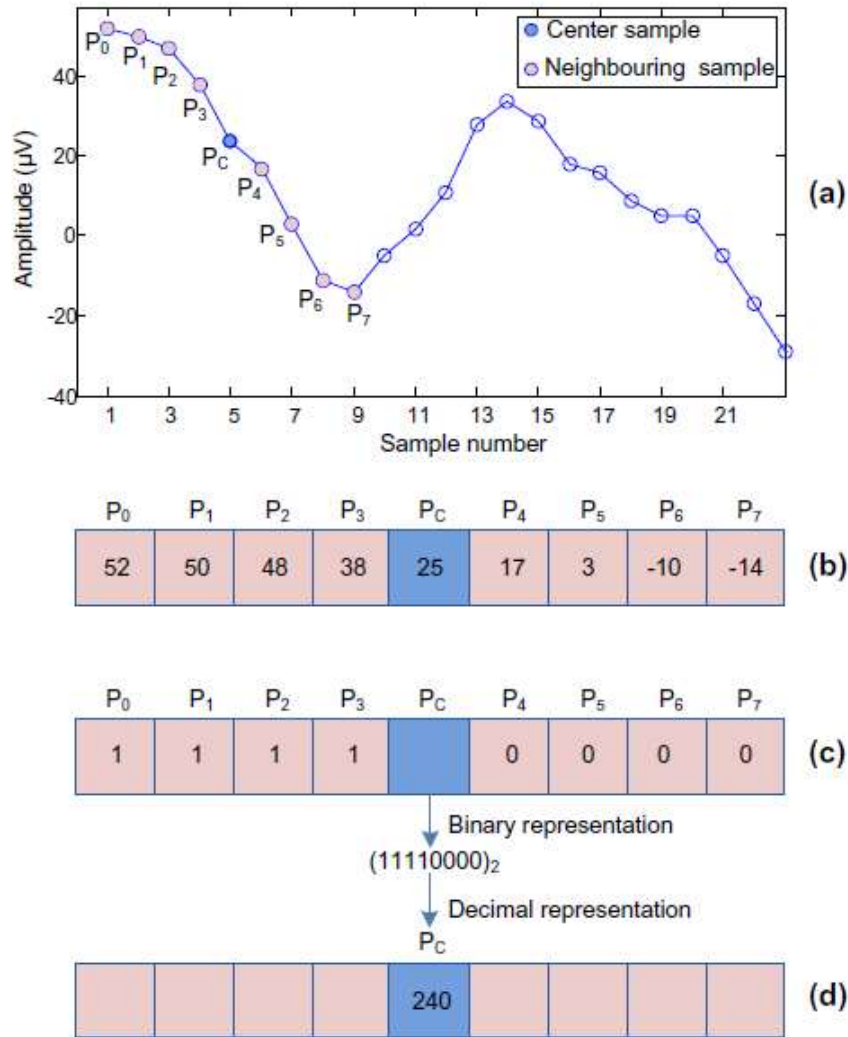 Center sample
Neighbouring sample
P0
P1
P2
P3
PC
P4
P5
P6
P7
Amplitude (µV)
40
20
0
-20
-40
1 3 5 7 9 11 13 15 17 19 21
Sample number
(a)
P0 P1 P2 P3 PC P4 P5 P6 P7
52 50 48 38 25 17 3 -10 -14
(b)
P0 P1 P2 P3 PC P4 P5 P6 P7
1 1 1 1 0 0 0 0
(c)
Binary representation
(11110000)2
Decimal representation
PC
240
(d)